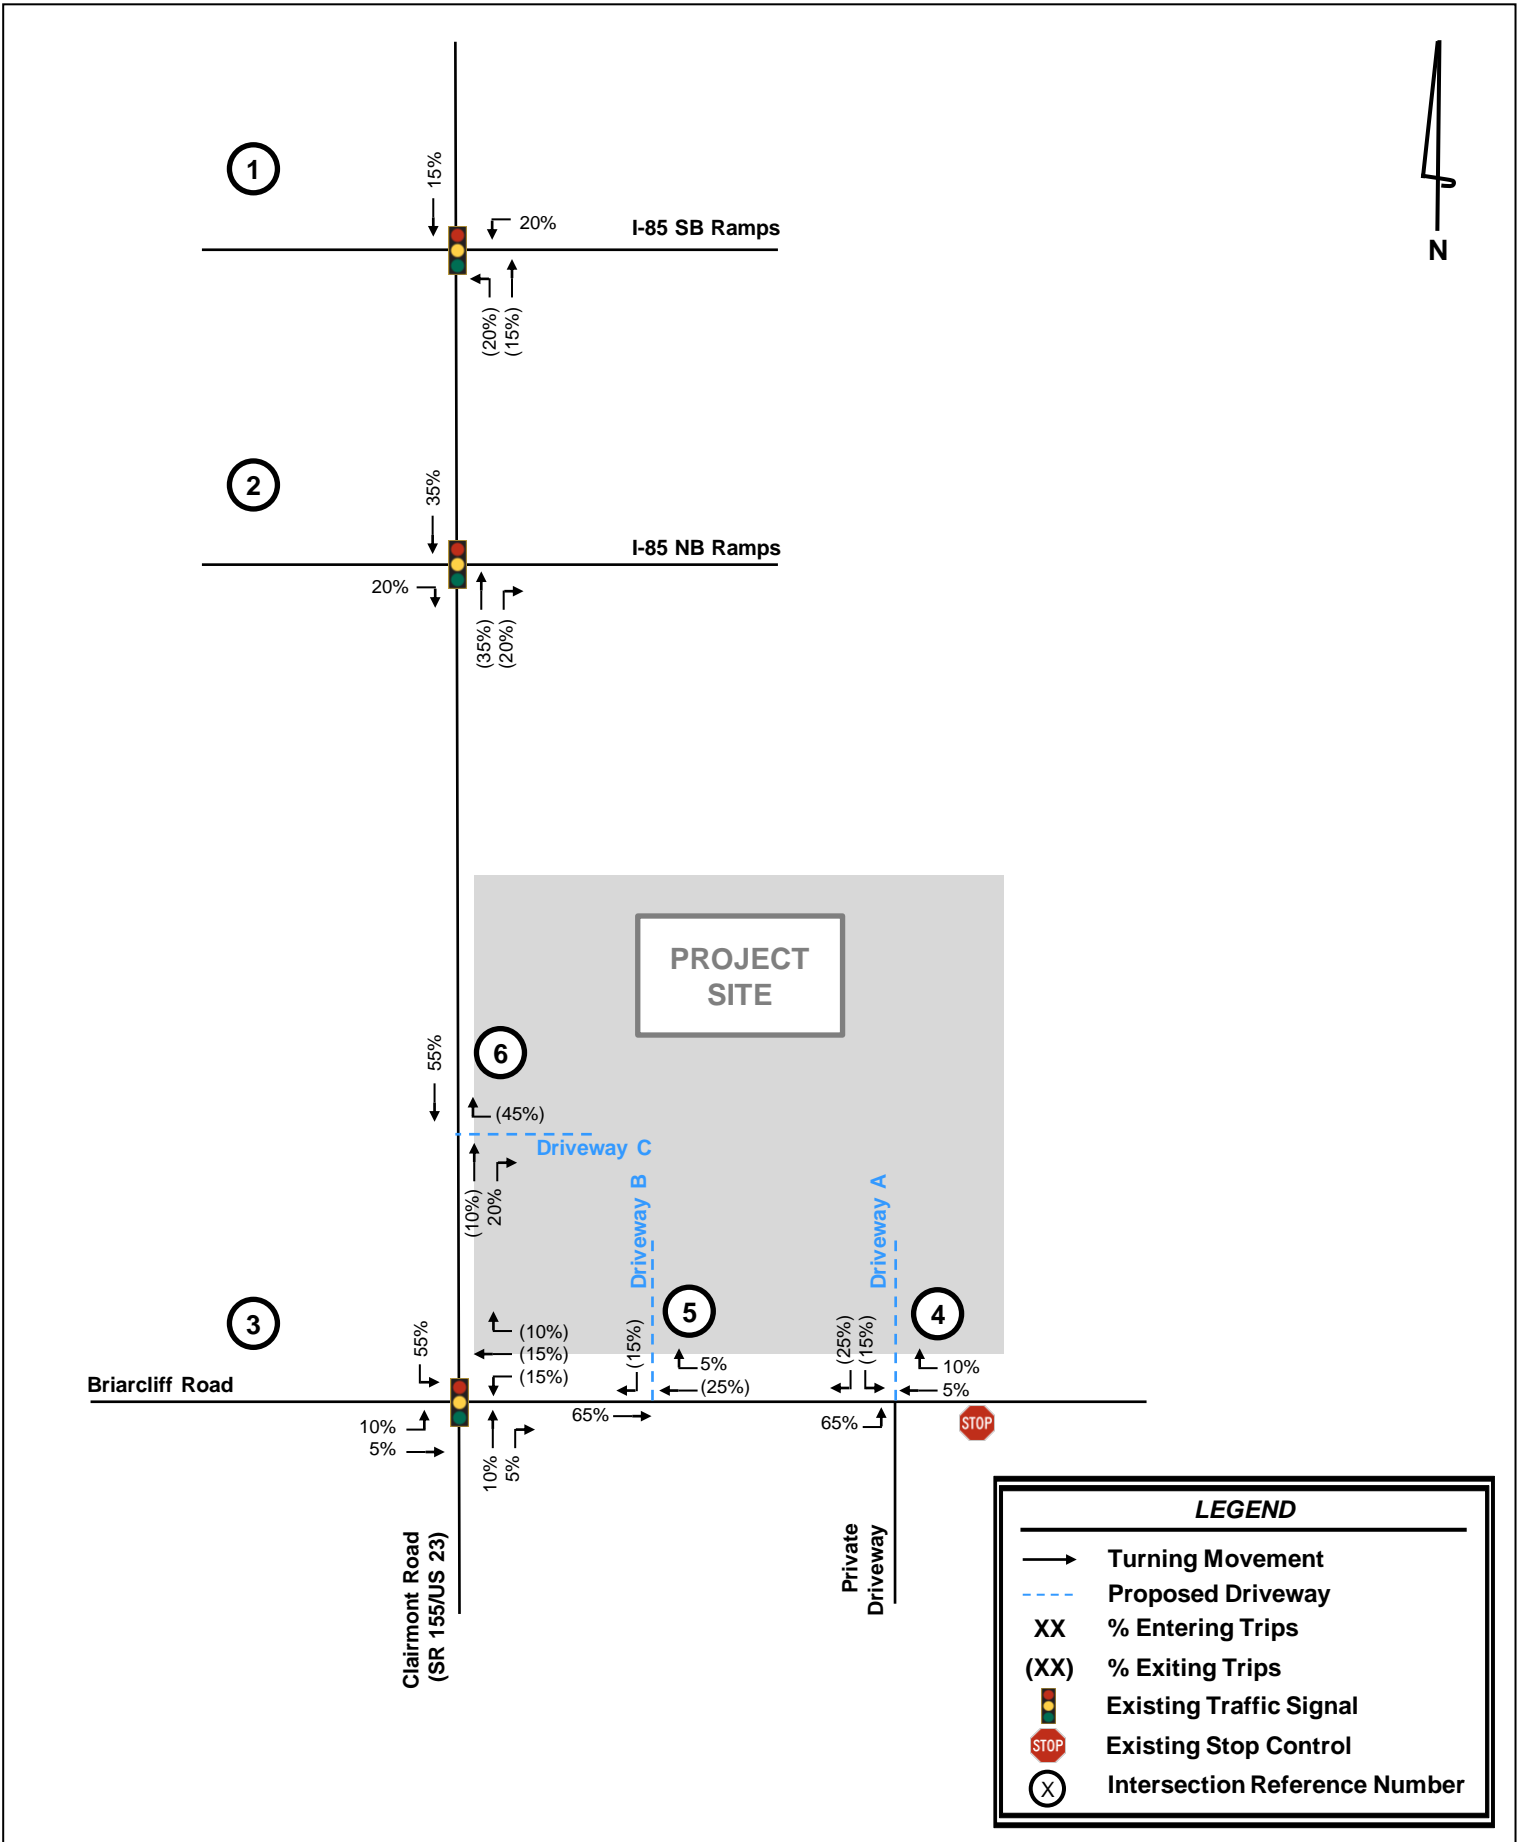 1
15%
20%
I-85 SB Ramps
N
(20%)
(15%)
2
35%
I-85 NB Ramps
20%
(35%)
(20%)
PROJECT
SITE
55%
6
(45%)
Driveway C
(10%)
20%
Driveway B
Driveway A
3
55%
(10%)
(15%)
(15%)
(15%)
5
5%
(25%)
(25%)
(15%)
4
10%
5%
Briarcliff Road
10%
5%
10%
5%
65%
65%
STOP
Clairmont Road
(SR 155/US 23)
Private
Driveway
LEGEND
Turning Movement
Proposed Driveway
XX % Entering Trips
(XX) % Exiting Trips
Existing Traffic Signal
STOP Existing Stop Control
X Intersection Reference Number